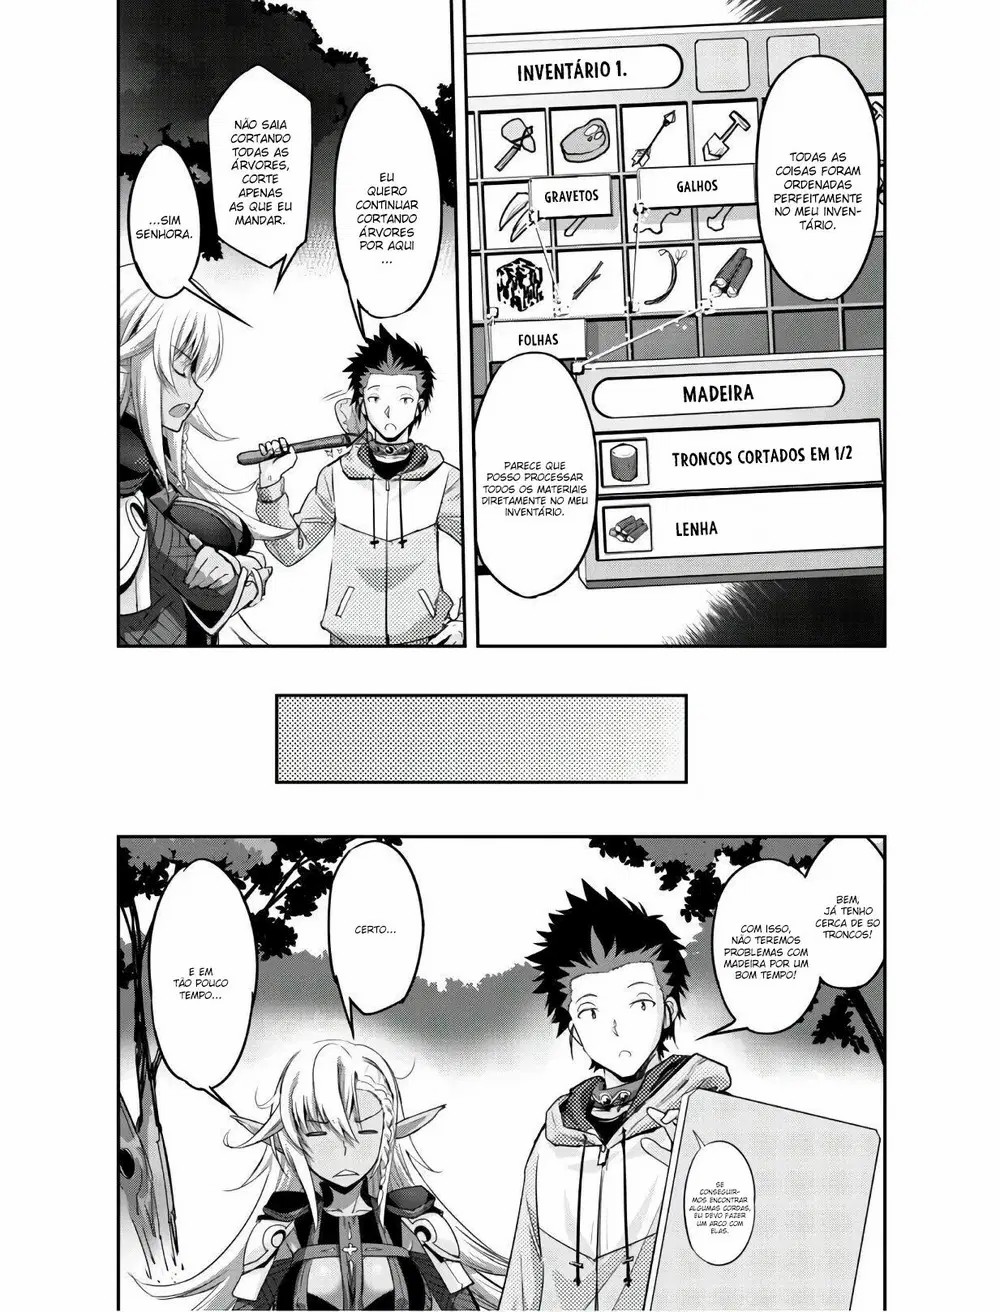 INVENTÁRIO 1.
TODAS AS
COISAS FORAM
ORDENADAS
PERFEITAMENTE
NO MEU INVEN-
TÁRIO.
GRAVETOS
GALHOS
FOLHAS
MADEIRA
TRONCOS CORTADOS EM 1/2
LENHA
PARECE QUE
POSSO PROCESSAR
TODOS OS MATERIAIS
DIRETAMENTE NO MEU
INVENTÁRIO.
EU
QUERO
CONTINUAR
CORTANDO
ÁRVORES
POR AQUI
...
NÃO SAIA
CORTANDO
TODAS AS
ÁRVORES,
CORTE
APENAS
AS QUE EU
MANDAR.
...SIM
SENHORA.
BEM,
JÁ TENHO
CERCA DE 50
TRONCOS!
COM ISSO,
NÃO TEREMOS
PROBLEMAS COM
MADEIRA POR UM
BOM TEMPO!
SE
CONSEGUIR-
MOS ENCONTRAR
ALGUMAS CORDAS,
EU DEVO FAZER
UM ARCO COM
ELAS.
CERTO...
E EM
TÃO POUCO
TEMPO...